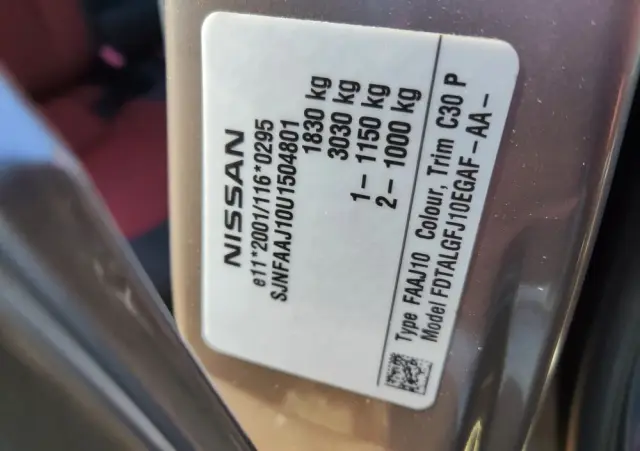 NISSAN
e11*2001/116*0295
SJNFAAJ10U1504801
1830 kg
3030 kg
1- 1150 kg
2- 1000 kg
Type FAAJ10 Colour, Trim C30 P
Model FDTALGFJ10EGAF-AA-